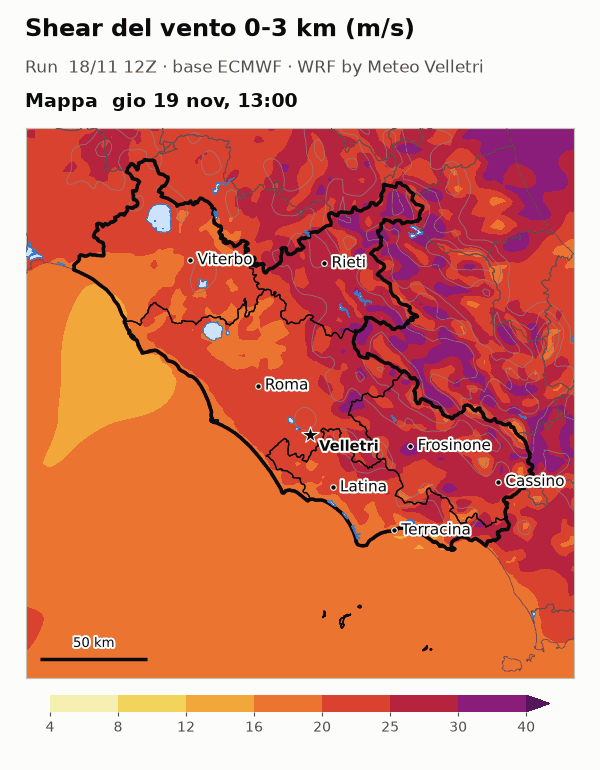 Shear del vento 0-3 km (m/s)
Run  18/11 12Z · base ECMWF · WRF by Meteo Velletri
Mappa  gio 19 nov, 13:00
Viterbo
Rieti
Roma
Velletri
Frosinone
Cassino
Latina
Terracina
50 km
4 8 12 16 20 25 30 40